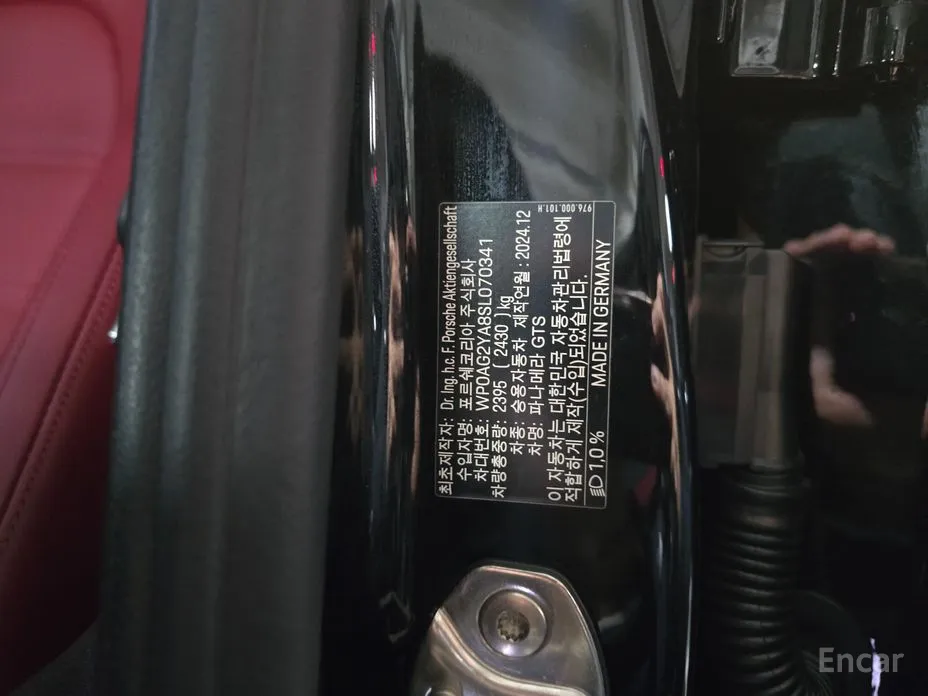 976.000.101.H
최초제작자: Dr. Ing. h.c. F. Porsche Aktiengesellschaft
수입자명: 포르쉐코리아 주식회사
차대번호: WP0AG2YA8SL070341
차량총중량: 2395 ( 2430 ) kg
차종: 승용자동차 제작연월 : 2024.12
차명: 파나메라 GTS
이 자동차는 대한민국 자동차관리법령에
적합하게 제작(수입)되었습니다.
1,0 % MADE IN GERMANY
Encar